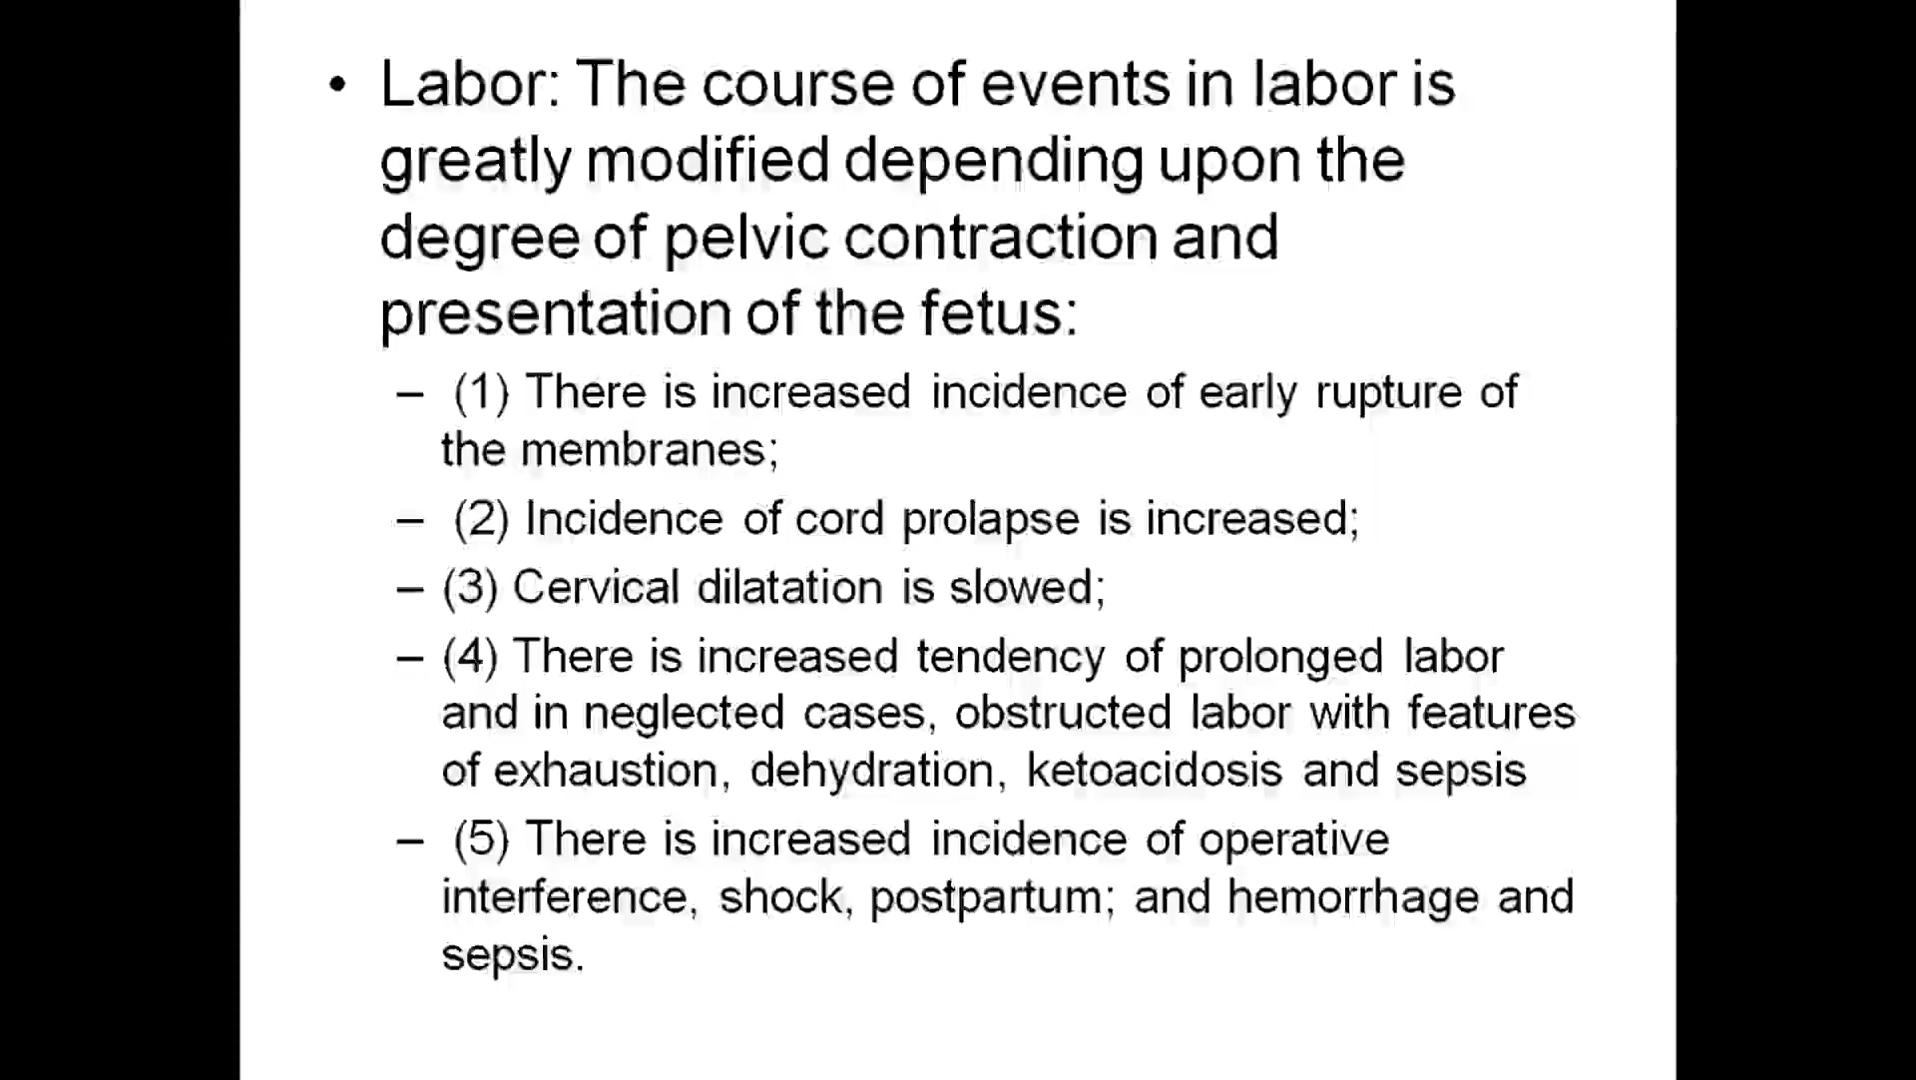 • Labor: The course of events in labor is
greatly modified depending upon the
degree of pelvic contraction and
presentation of the fetus:
– (1) There is increased incidence of early rupture of
the membranes;
– (2) Incidence of cord prolapse is increased;
– (3) Cervical dilatation is slowed;
– (4) There is increased tendency of prolonged labor
and in neglected cases, obstructed labor with features
of exhaustion, dehydration, ketoacidosis and sepsis
– (5) There is increased incidence of operative
interference, shock, postpartum; and hemorrhage and
sepsis.